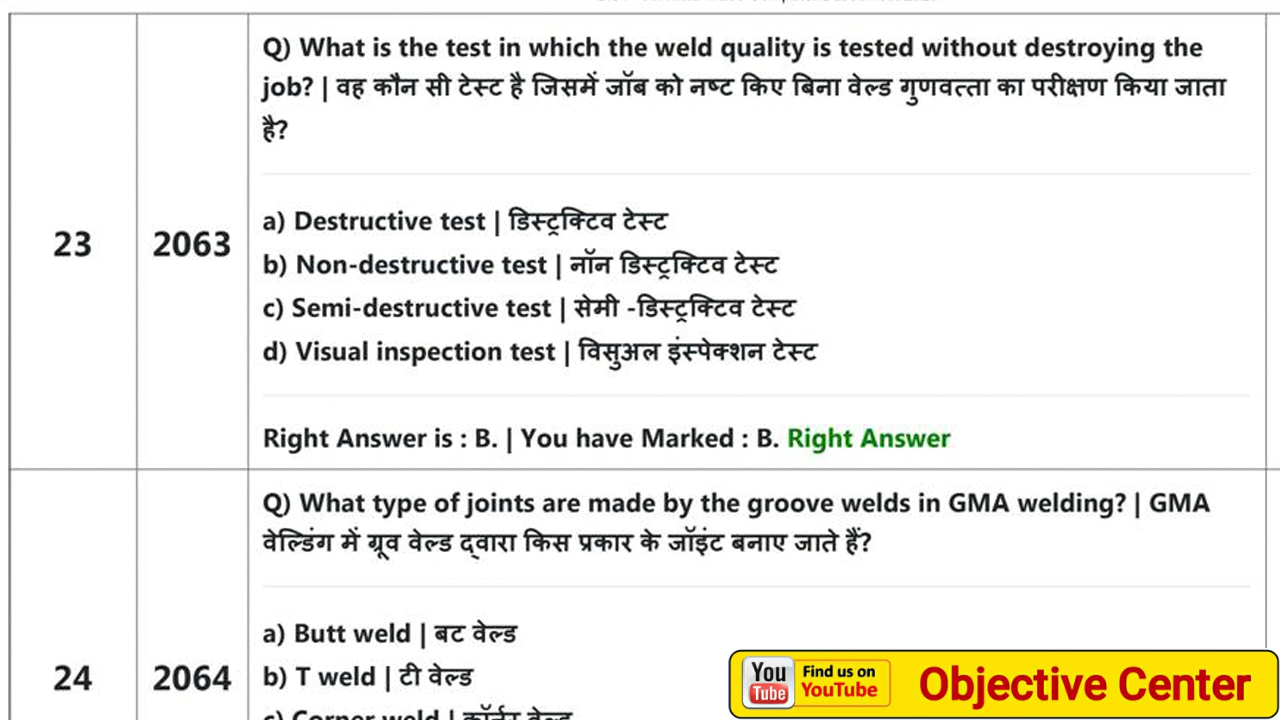 Q) What is the test in which the weld quality is tested without destroying the
job? | वह कौन सी टेस्ट है जिसमें जॉब को नष्ट किए बिना वेल्ड गुणवत्ता का परीक्षण किया जाता
है?
23
2063
a) Destructive test | डिस्ट्रक्टिव टेस्ट
b) Non-destructive test | नॉन डिस्ट्रक्टिव टेस्ट
c) Semi-destructive test | सेमी -डिस्ट्रक्टिव टेस्ट
d) Visual inspection test | विसुअल इंस्पेक्शन टेस्ट
Right Answer is : B. | You have Marked : B. Right Answer
Q) What type of joints are made by the groove welds in GMA welding? | GMA
वेल्डिंग में ग्रूव वेल्ड द्वारा किस प्रकार के जॉइंट बनाए जाते हैं?
24
2064
a) Butt weld | बट वेल्ड
b) T weld | टी वेल्ड
c) Corner weld | कॉर्नर वेल्ड
You
Tube
Find us on
YouTube
Objective Center